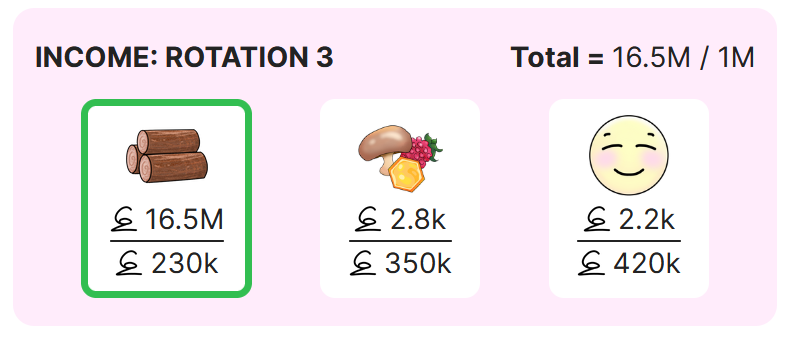 INCOME: ROTATION 3
Total = 16.5M / 1M
16.5M
230k
2.8k
350k
2.2k
420k